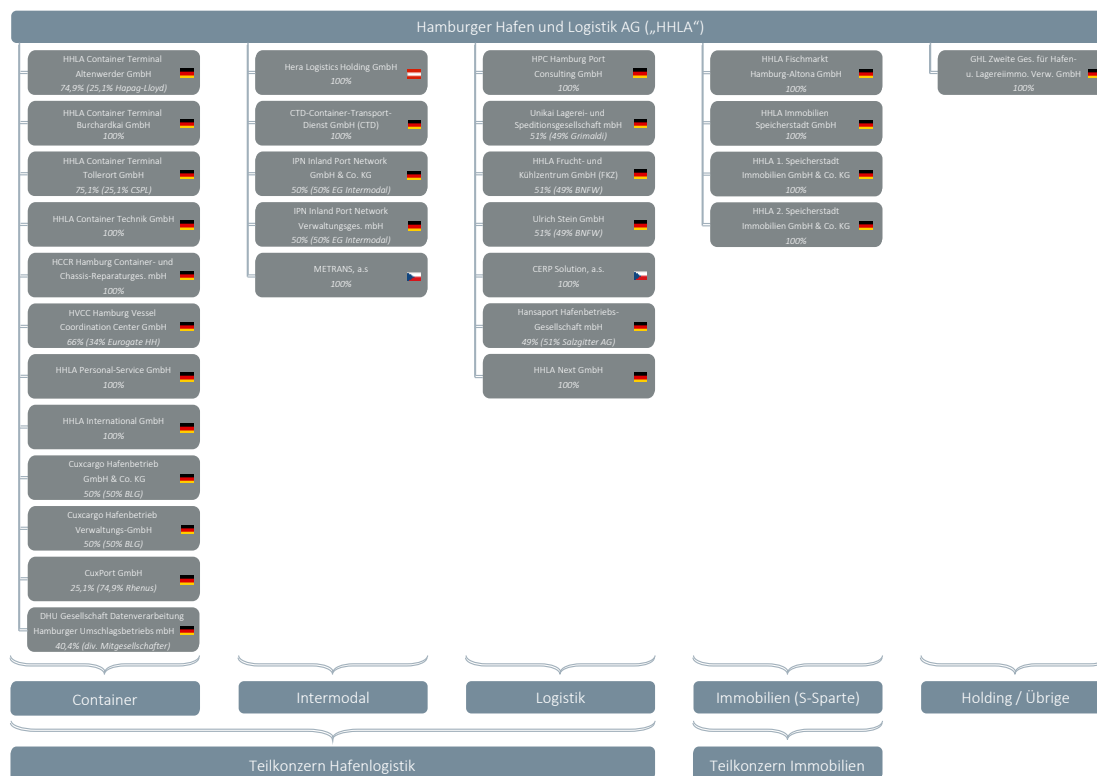 Hamburger Hafen und Logistik AG („HHLA“)
HHLA Container Terminal
Altenwerder GmbH
74,9% (25,1% Hapag-Lloyd)
HHLA Container Terminal
Burchardkai GmbH
100%
HHLA Container Terminal
Tollerort GmbH
75,1% (25,1% CSPL)
HHLA Container Technik GmbH
100%
HCCR Hamburg Container- und
Chassis-Reparaturges. mbH
100%
HVCC Hamburg Vessel
Coordination Center GmbH
66% (34% Eurogate HH)
HHLA Personal-Service GmbH
100%
HHLA International GmbH
100%
Cuxcargo Hafenbetrieb
GmbH & Co. KG
50% (50% BLG)
Cuxcargo Hafenbetrieb
Verwaltungs-GmbH
50% (50% BLG)
CuxPort GmbH
25,1% (74,9% Rhenus)
DHU Gesellschaft Datenverarbeitung
Hamburger Umschlagsbetriebs mbH
40,4% (div. Mitgesellschafter)
Hera Logistics Holding GmbH
100%
CTD-Container-Transport-
Dienst GmbH (CTD)
100%
IPN Inland Port Network
GmbH & Co. KG
50% (50% EG Intermodal)
IPN Inland Port Network
Verwaltungsges. mbH
50% (50% EG Intermodal)
METRANS, a.s
100%
HPC Hamburg Port
Consulting GmbH
100%
Unikai Lagerei- und
Speditionsgesellschaft mbH
51% (49% Grimaldi)
HHLA Frucht- und
Kühlzentrum GmbH (FKZ)
51% (49% BNFW)
Ulrich Stein GmbH
51% (49% BNFW)
CERP Solution, a.s.
100%
Hansaport Hafenbetriebs-
Gesellschaft mbH
49% (51% Salzgitter AG)
HHLA Next GmbH
100%
HHLA Fischmarkt
Hamburg-Altona GmbH
100%
HHLA Immobilien
Speicherstadt GmbH
100%
HHLA 1. Speicherstadt
Immobilien GmbH & Co. KG
100%
HHLA 2. Speicherstadt
Immobilien GmbH & Co. KG
100%
GHL Zweite Ges. für Hafen-
u. Lagereiimmo. Verw. GmbH
100%
Container
Intermodal
Logistik
Immobilien (S-Sparte)
Holding / Übrige
Teilkonzern Hafenlogistik
Teilkonzern Immobilien